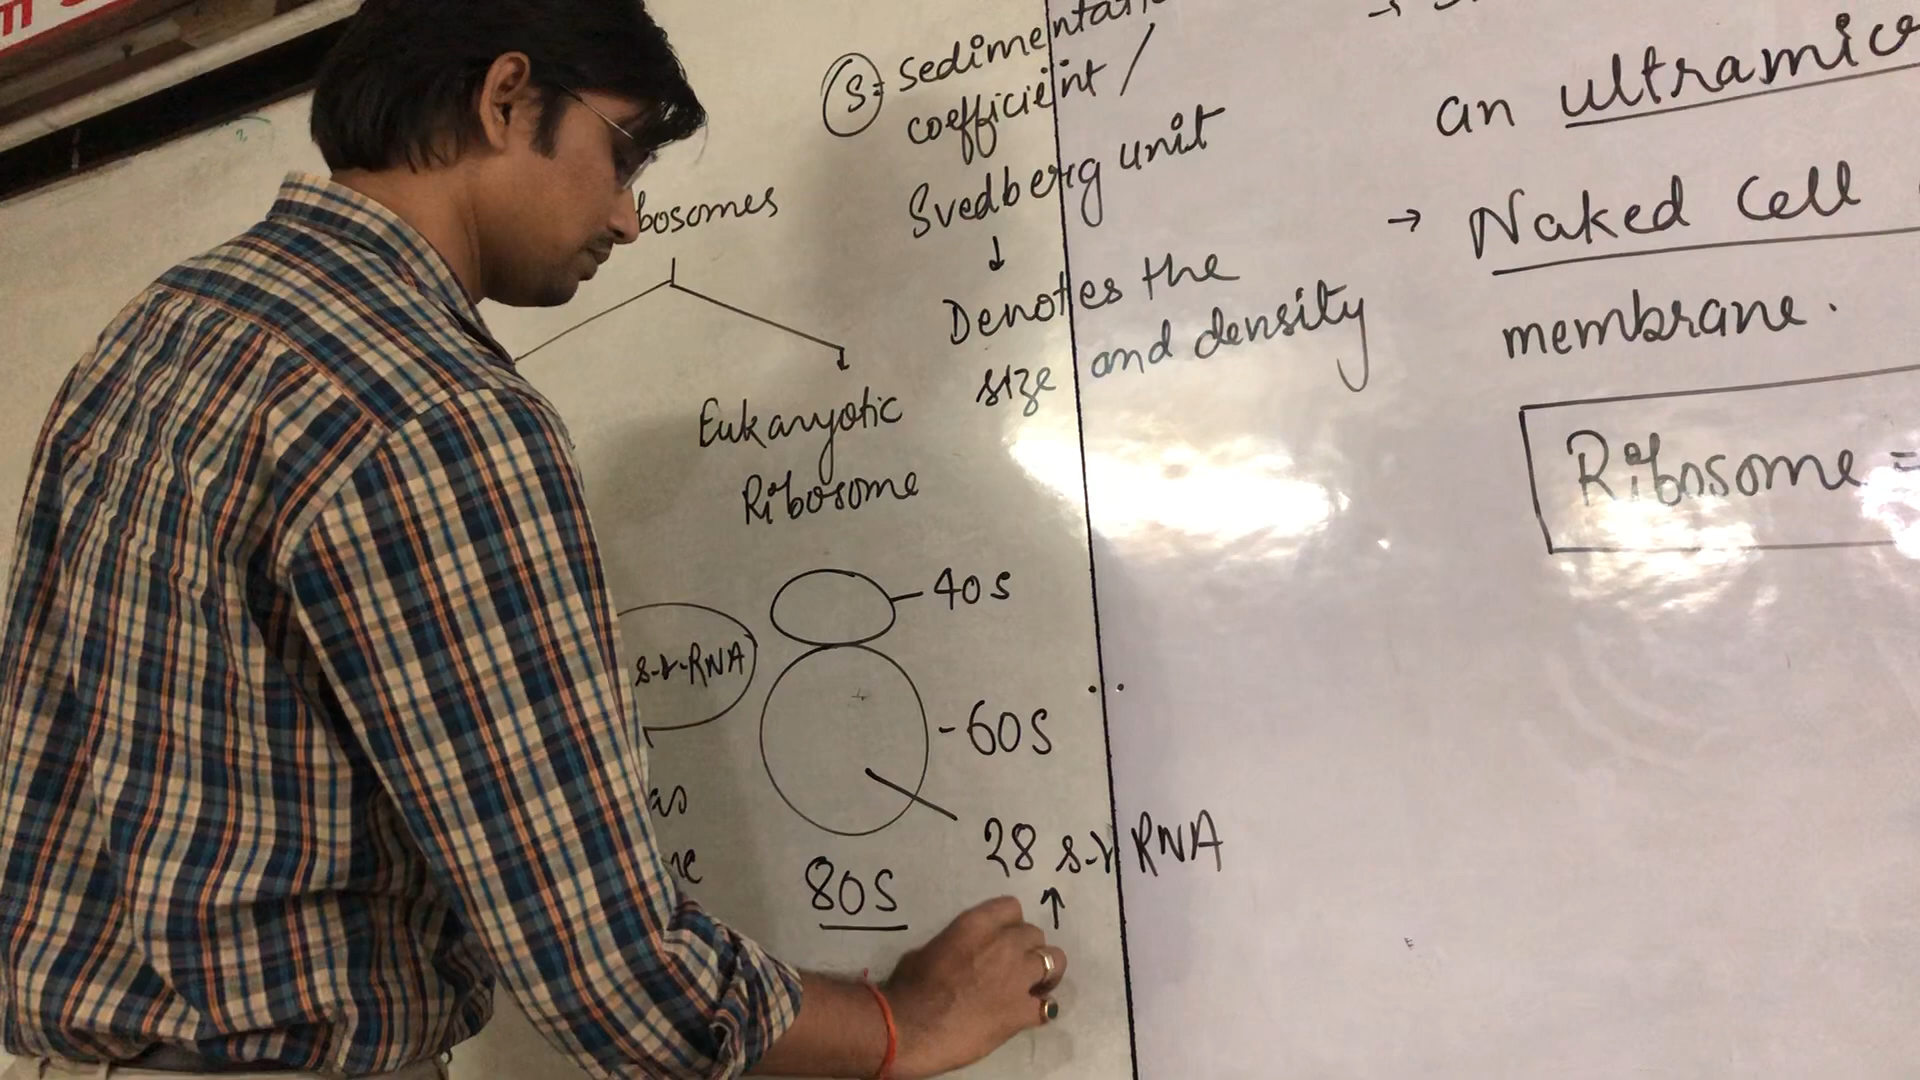 S = Sedimentati
coefficient /
Svedberg unit
↓
Denotes the
size and density
bosomes
Eukaryotic
Ribosome
40S
s-r-RNA
-60S
28 s-r RNA
↑
80S
an ultramic
→ Naked Cell
membrane.
Ribosome =